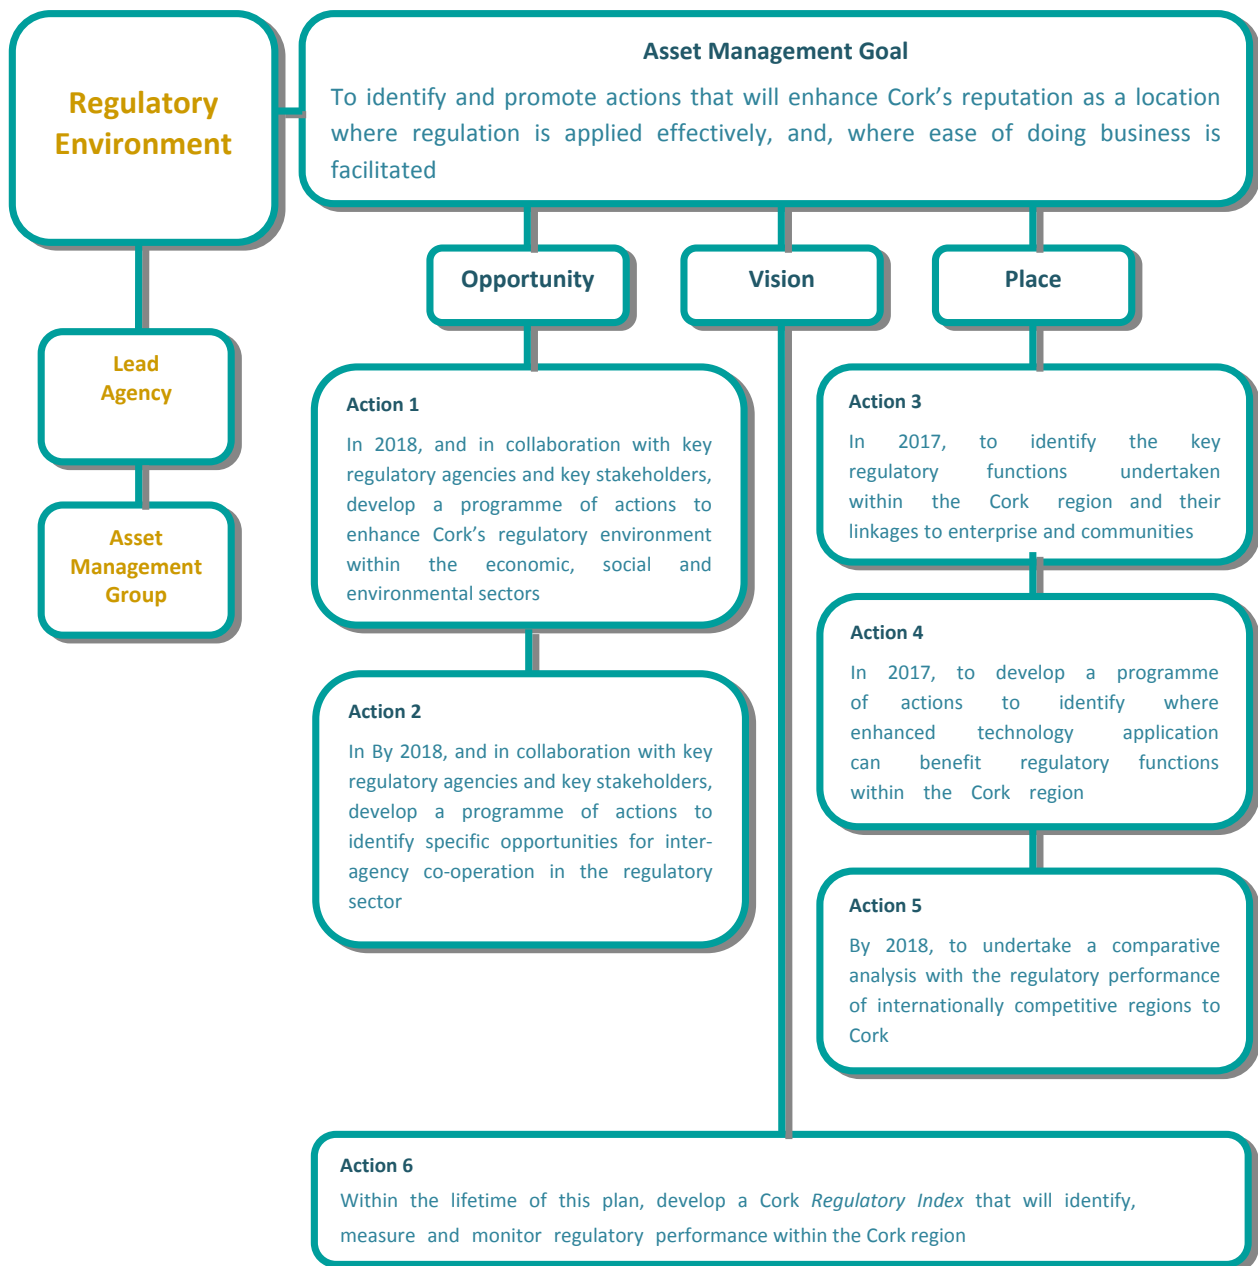 Regulatory
Environment
Asset Management Goal
To identify and promote actions that will enhance Cork’s reputation as a location
where regulation is applied effectively, and, where ease of doing business is
facilitated
Lead
Agency
Asset
Management
Group
Opportunity
Vision
Place
Action 1
In 2018, and in collaboration with key
regulatory agencies and key stakeholders,
develop a programme of actions to
enhance Cork’s regulatory environment
within the economic, social and
environmental sectors
Action 2
In By 2018, and in collaboration with key
regulatory agencies and key stakeholders,
develop a programme of actions to
identify specific opportunities for inter-
agency co-operation in the regulatory
sector
Action 3
In 2017, to identify the key
regulatory functions undertaken
within the Cork region and their
linkages to enterprise and communities
Action 4
In 2017, to develop a programme
of actions to identify where
enhanced technology application
can benefit regulatory functions
within the Cork region
Action 5
By 2018, to undertake a comparative
analysis with the regulatory performance
of internationally competitive regions to
Cork
Action 6
Within the lifetime of this plan, develop a Cork Regulatory Index that will identify,
measure and monitor regulatory performance within the Cork region